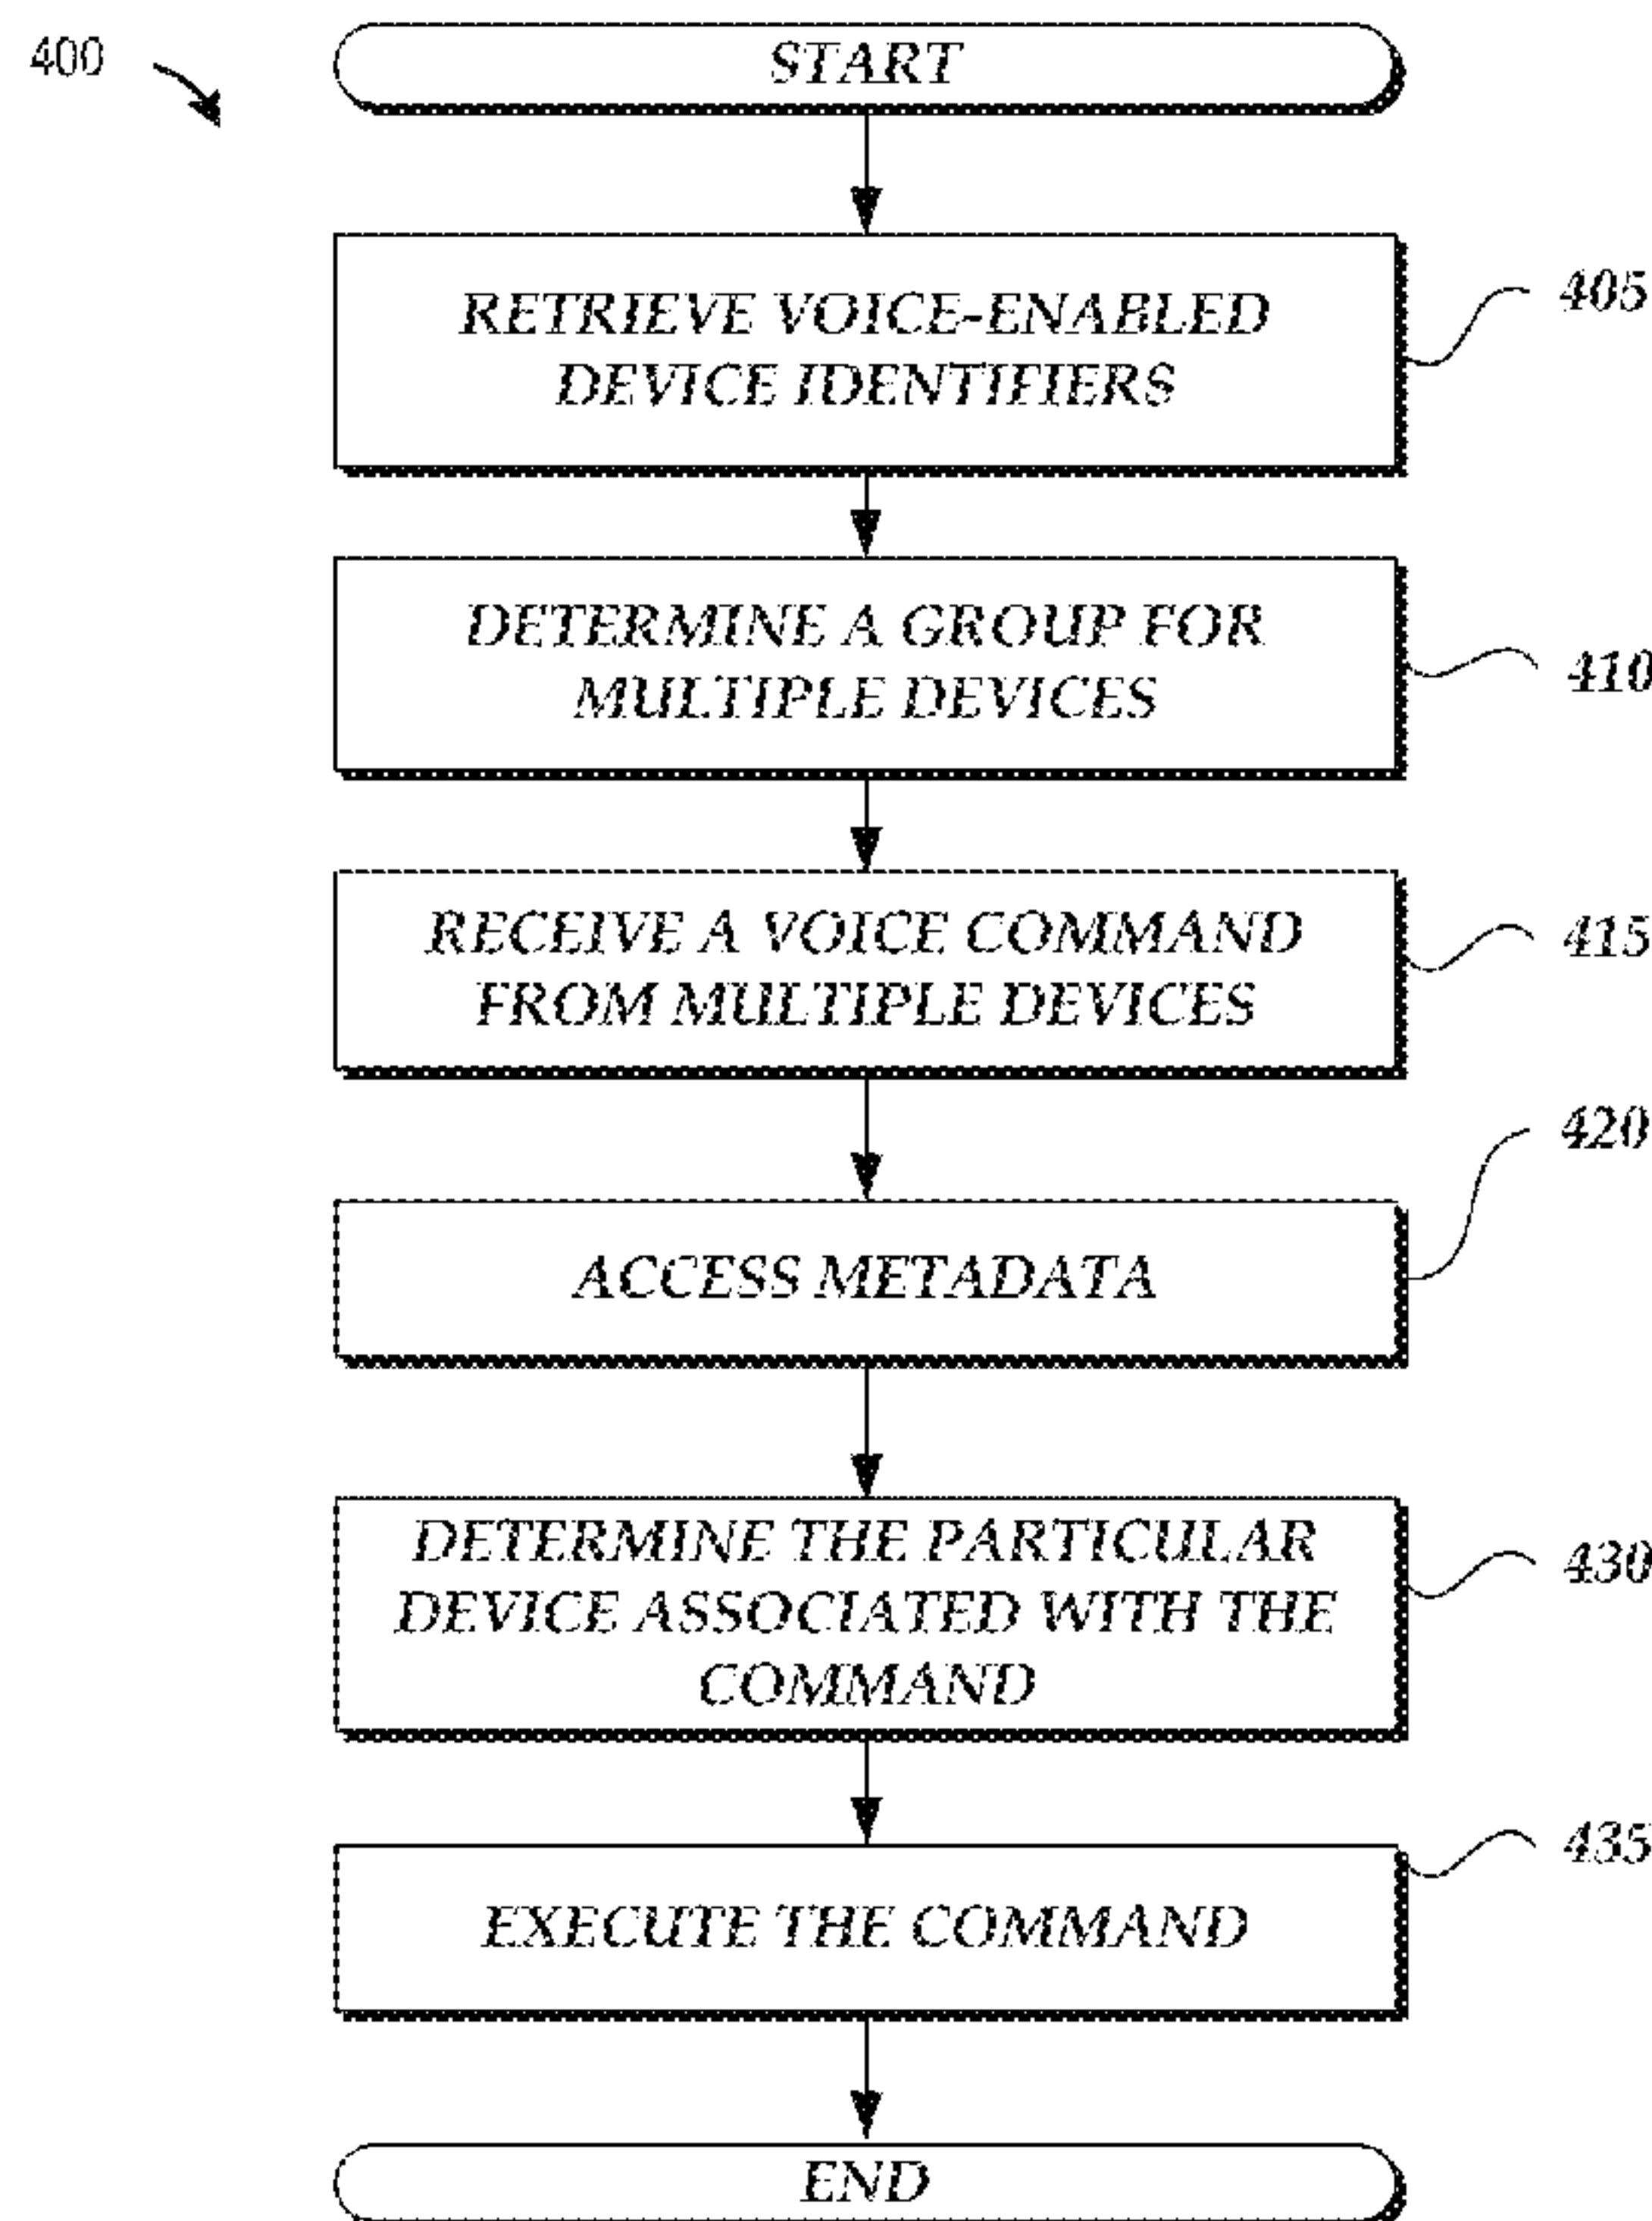 400
START
RETRIEVE VOICE-ENABLED
DEVICE IDENTIFIERS
405
DETERMINE A GROUP FOR
MULTIPLE DEVICES
410
RECEIVE A VOICE COMMAND
FROM MULTIPLE DEVICES
415
420
ACCESS METADATA
DETERMINE THE PARTICULAR
DEVICE ASSOCIATED WITH THE
COMMAND
430
435
EXECUTE THE COMMAND
END